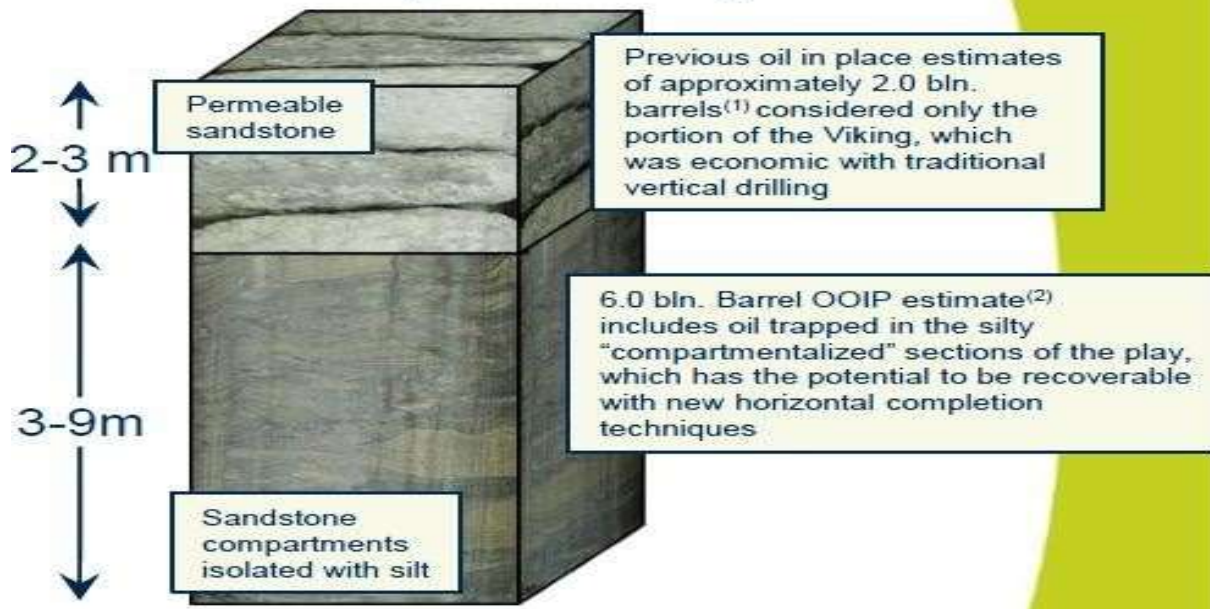 Permeable
sandstone
2-3 m
Previous oil in place estimates
of approximately 2.0 bln.
barrels(1) considered only the
portion of the Viking, which
was economic with traditional
vertical drilling
6.0 bln. Barrel OOIP estimate(2)
includes oil trapped in the silty
“compartmentalized” sections of the play,
which has the potential to be recoverable
with new horizontal completion
techniques
3-9m
Sandstone
compartments
isolated with silt